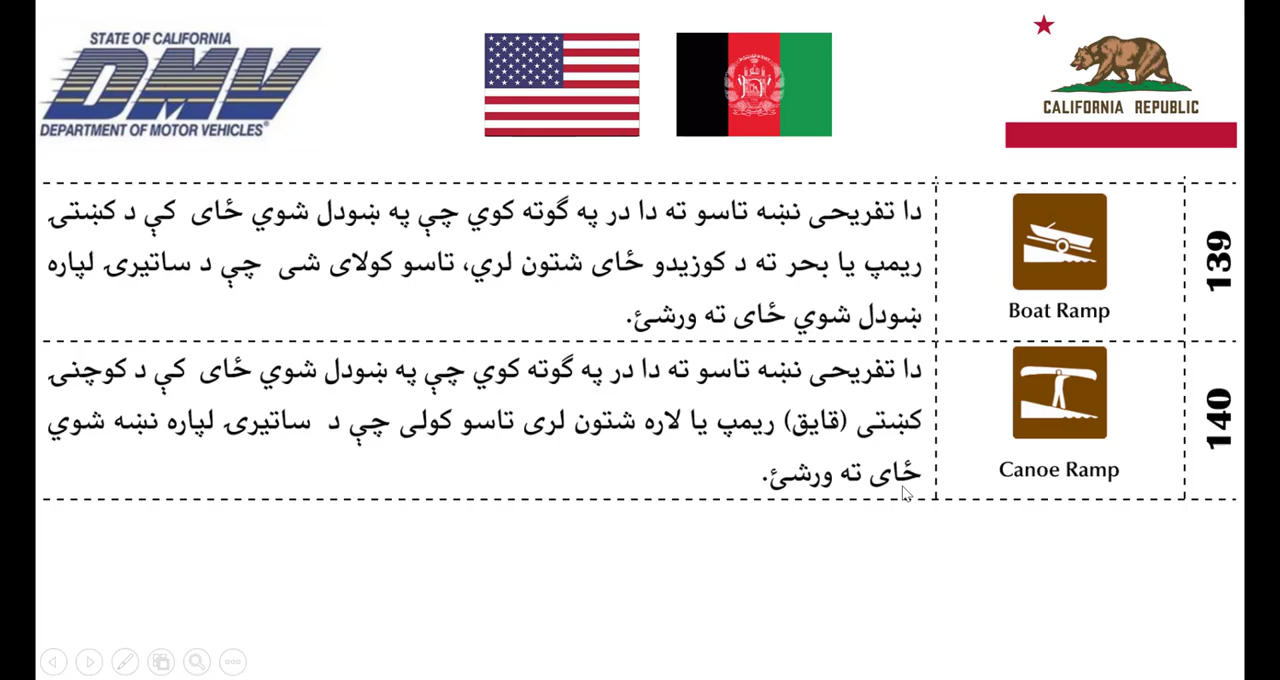 STATE OF CALIFORNIA
DMV
DEPARTMENT OF MOTOR VEHICLES®
CALIFORNIA REPUBLIC
139
Boat Ramp
دا تفریحی نښه تاسو ته دا در په ګوته کوي چې په ښودل شوي ځای کې د کښتۍ
ریمپ یا بحر ته د کوزیدو ځای شتون لري، تاسو کولای شی چې د ساتیرۍ لپاره
ښودل شوي ځای ته ورشئ.
140
Canoe Ramp
دا تفریحی نښه تاسو ته دا در په ګوته کوي چې په ښودل شوي ځای کې د کوچنۍ
کښتی (قایق) ریمپ یا لاره شتون لری تاسو کولی چې د ساتیرۍ لپاره نښه شوي
ځای ته ورشئ.